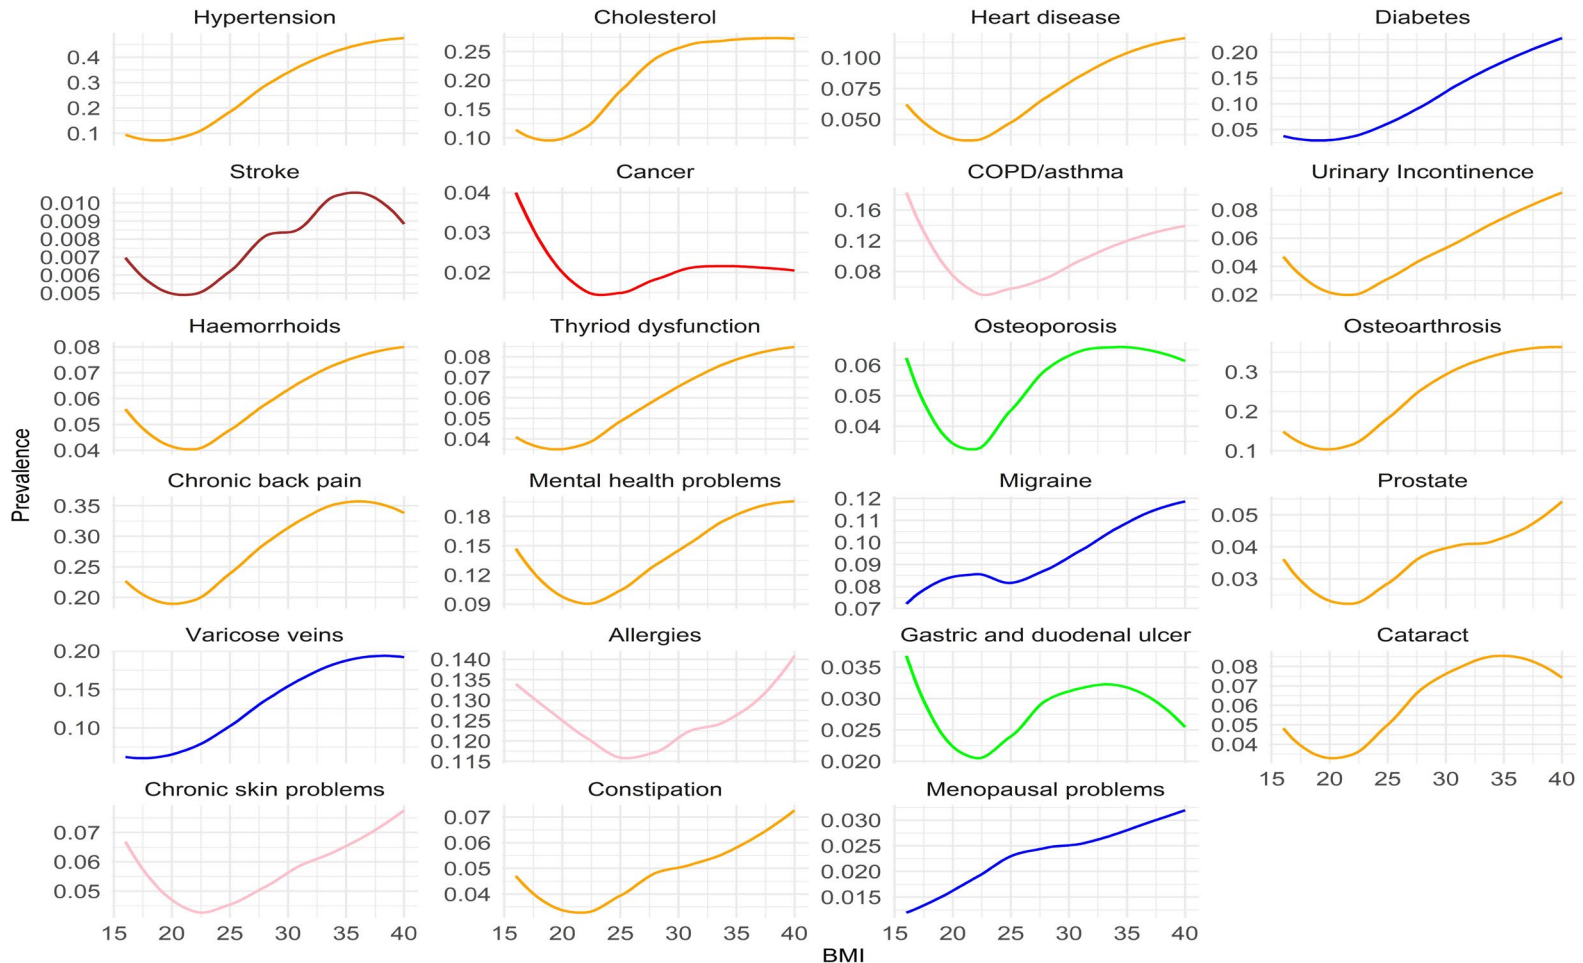 Hypertension Cholesterol Heart disease Diabetes
0.4 0.3 0.2 0.1
0.25 0.20 0.15 0.10
0.100 0.075 0.050
0.20 0.15 0.10 0.05
Stroke Cancer COPD/asthma Urinary Incontinence
0.010 0.009 0.008 0.007 0.006 0.005
0.04 0.03 0.02
0.16 0.12 0.08
0.08 0.06 0.04 0.02
Haemorrhoids Thyriod dysfunction Osteoporosis Osteoarthrosis
0.08 0.07 0.06 0.05 0.04
0.08 0.07 0.06 0.05 0.04
0.06 0.05 0.04
0.3 0.2 0.1
Prevalence
Chronic back pain Mental health problems Migraine Prostate
0.35 0.30 0.25 0.20
0.18 0.15 0.12 0.09
0.12 0.11 0.10 0.09 0.08 0.07
0.05 0.04 0.03
Varicose veins Allergies Gastric and duodenal ulcer Cataract
0.20 0.15 0.10
0.140 0.135 0.130 0.125 0.120 0.115
0.035 0.030 0.025 0.020
0.08 0.07 0.06 0.05 0.04
15 20 25 30 35 40
Chronic skin problems Constipation Menopausal problems
0.07 0.06 0.05
0.07 0.06 0.05 0.04
0.030 0.025 0.020 0.015
15 20 25 30 35 40 15 20 25 30 35 40 15 20 25 30 35 40
BMI